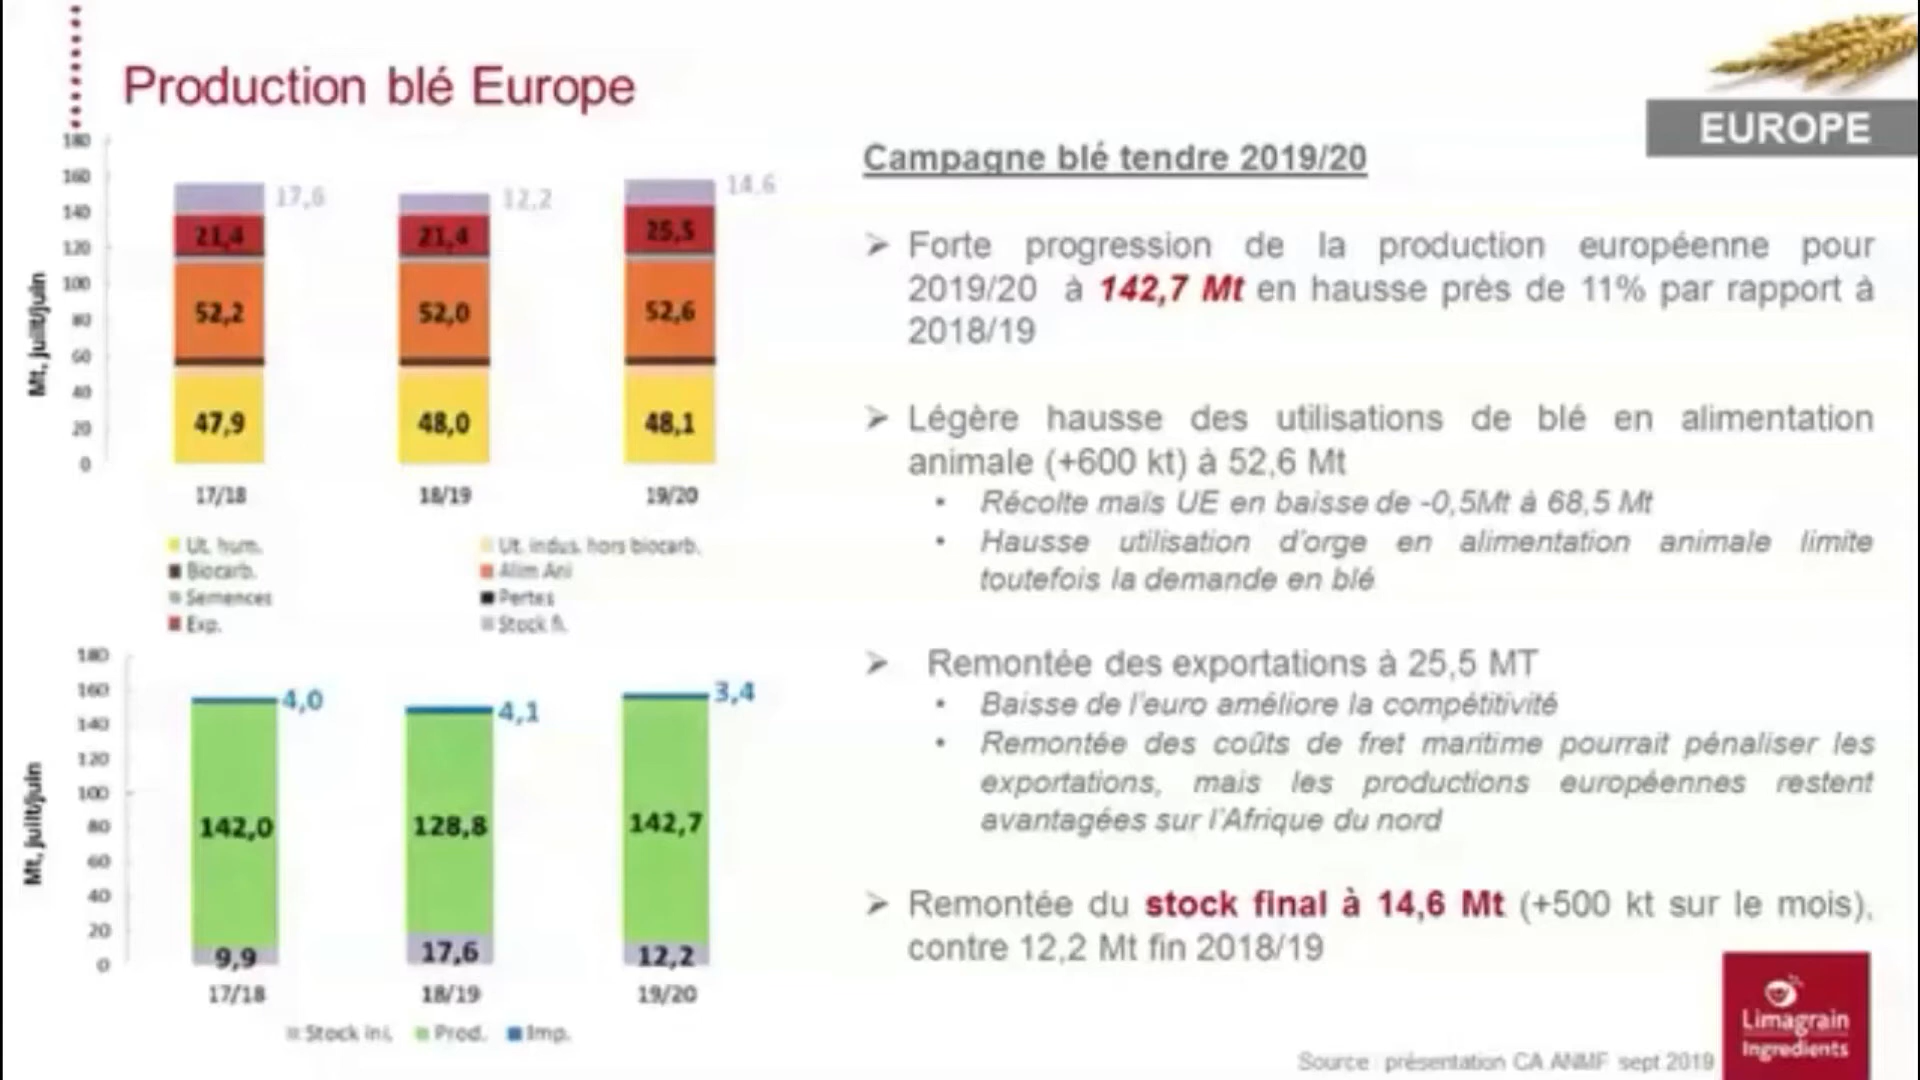 Production blé Europe
EUROPE
180
160
140
120
100
80
60
40
20
0
Mt, juilt/juin
17,6
12,2
14,6
21,4
21,4
25,5
52,2
52,0
52,6
47,9
48,0
48,1
17/18
18/19
19/20
Ut. hum.
Ut. indus. hors biocarb.
Biocarb.
Alim Ani
Semences
Pertes
Exp.
Stock fi.
180
160
140
120
100
80
60
40
20
0
Mt, juilt/juin
4,0
4,1
3,4
142,0
128,8
142,7
9,9
17,6
12,2
17/18
18/19
19/20
Stock ini.
Prod.
Imp.
Campagne blé tendre 2019/20
➢ Forte progression de la production européenne pour
2019/20 à 142,7 Mt en hausse près de 11% par rapport à
2018/19
➢ Légère hausse des utilisations de blé en alimentation
animale (+600 kt) à 52,6 Mt
• Récolte maïs UE en baisse de -0,5Mt à 68,5 Mt
• Hausse utilisation d'orge en alimentation animale limite
toutefois la demande en blé
➢ Remontée des exportations à 25,5 MT
• Baisse de l'euro améliore la compétitivité
• Remontée des coûts de fret maritime pourrait pénaliser les
exportations, mais les productions européennes restent
avantagées sur l'Afrique du nord
➢ Remontée du stock final à 14,6 Mt (+500 kt sur le mois),
contre 12,2 Mt fin 2018/19
Limagrain
Ingredients
Source : présentation CA ANMF sept 2019